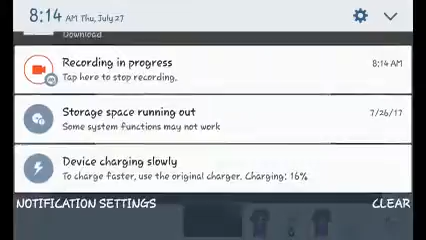 8:14 AM Thu, July 27
Download
Recording in progress 8:14 AM
Tap here to stop recording.
Storage space running out 7/26/17
Some system functions may not work
Device charging slowly
To charge faster, use the original charger. Charging: 16%
NOTIFICATION SETTINGS CLEAR